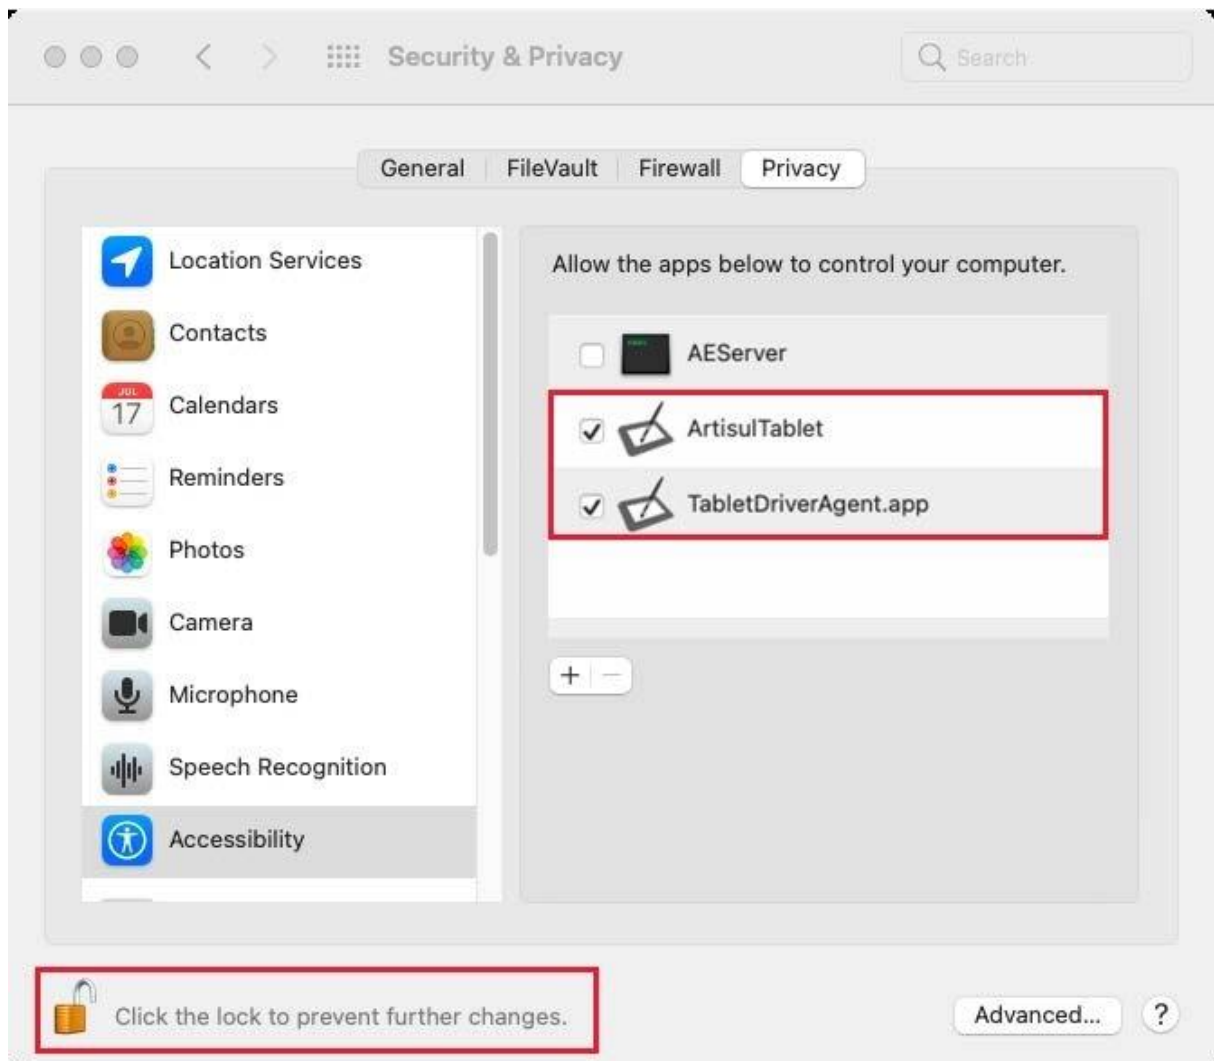 Security & Privacy
Search
General FileVault Firewall Privacy
Location Services
Contacts
JUL
17
Calendars
Reminders
Photos
Camera
Microphone
Speech Recognition
Accessibility
Allow the apps below to control your computer.
AEServer
ArtisulTablet
TabletDriverAgent.app
+ −
Click the lock to prevent further changes.
Advanced... ?